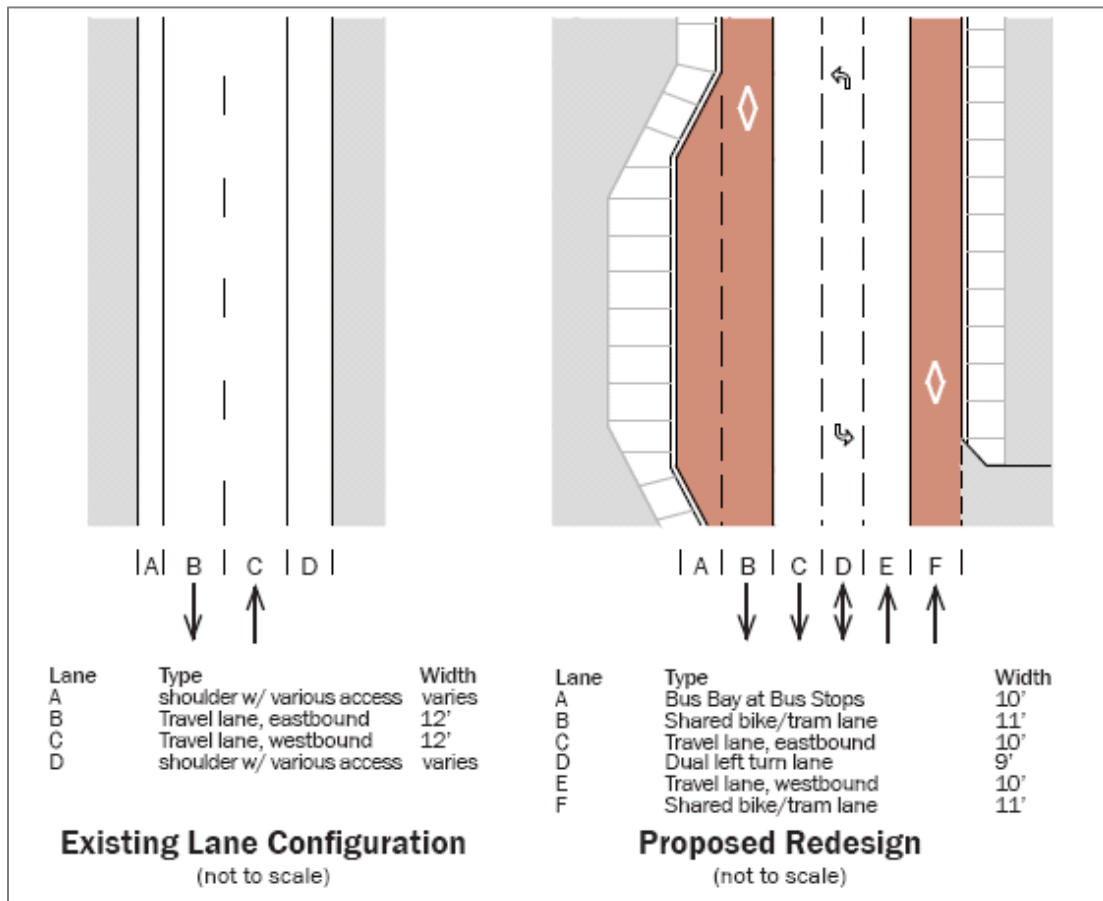 A B C D
Lane Type Width
A shoulder w/ various access varies
B Travel lane, eastbound 12'
C Travel lane, westbound 12'
D shoulder w/ various access varies
Existing Lane Configuration
(not to scale)
A B C D E F
Lane Type Width
A Bus Bay at Bus Stops 10'
B Shared bike/tram lane 11'
C Travel lane, eastbound 10'
D Dual left turn lane 9'
E Travel lane, westbound 10'
F Shared bike/tram lane 11'
Proposed Redesign
(not to scale)